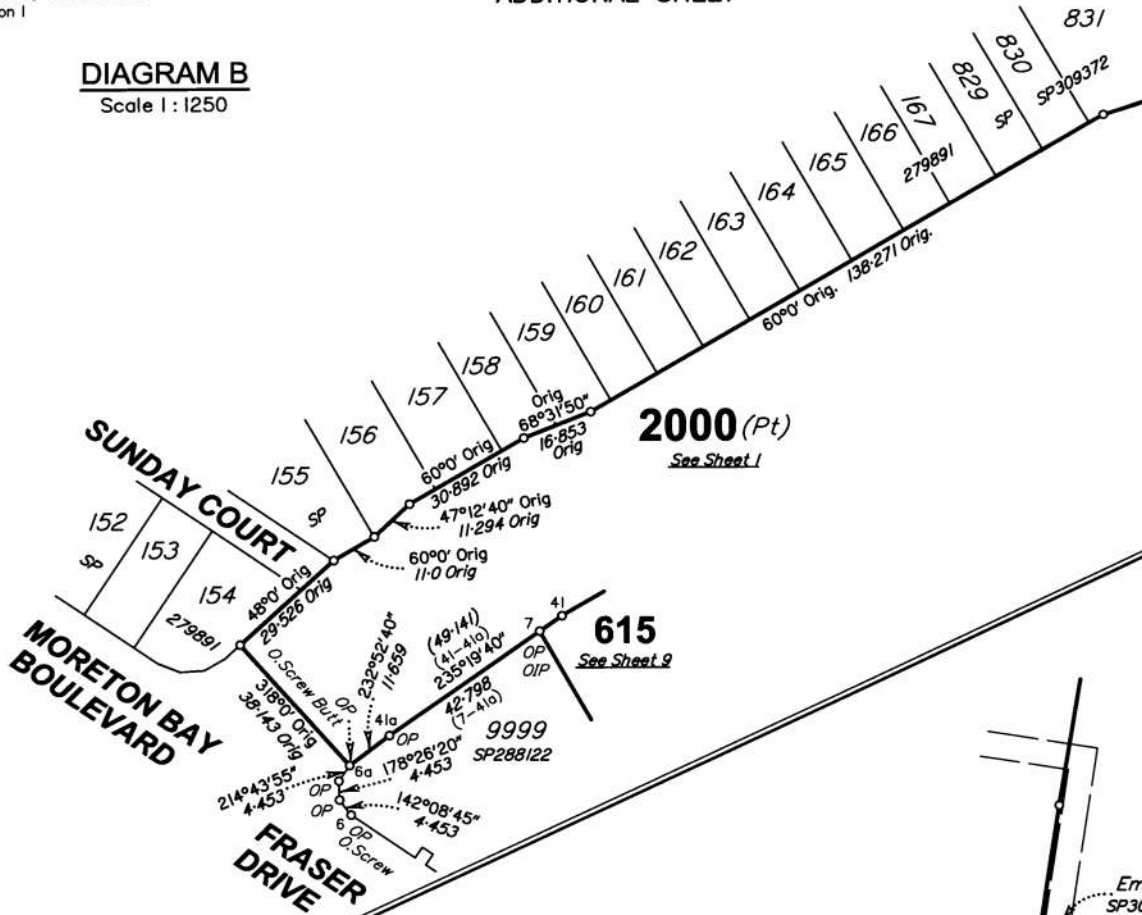 on 1
DIAGRAM B
Scale 1 : 1250
831
830
SP309372
829
SP
167
279891
166
165
164
163
162
161
160
159
158
157
156
155
SP
60°0' Orig.
138·271 Orig.
Orig
68°31'50"
16·853
Orig
2000 (Pt)
See Sheet 1
60°0' Orig
30·892 Orig
47°12'40" Orig
11·294 Orig
60°0' Orig
11·0 Orig
SUNDAY COURT
152
SP
153
154
279891
48°0' Orig
29·526 Orig
MORETON BAY
BOULEVARD
O.Screw Butt
OP
318°0' Orig
38·143 Orig
232°52'40"
11·659
(49·141)
(41-41a)
235°19'40"
42·798
(7-41a)
41
7
OP
OIP
615
See Sheet 9
41a
OP
9999
SP288122
6a
178°26'20"
4·453
214°43'55"
4·453
OP
OP
142°08'45"
4·453
6
OP
O.Screw
FRASER
DRIVE